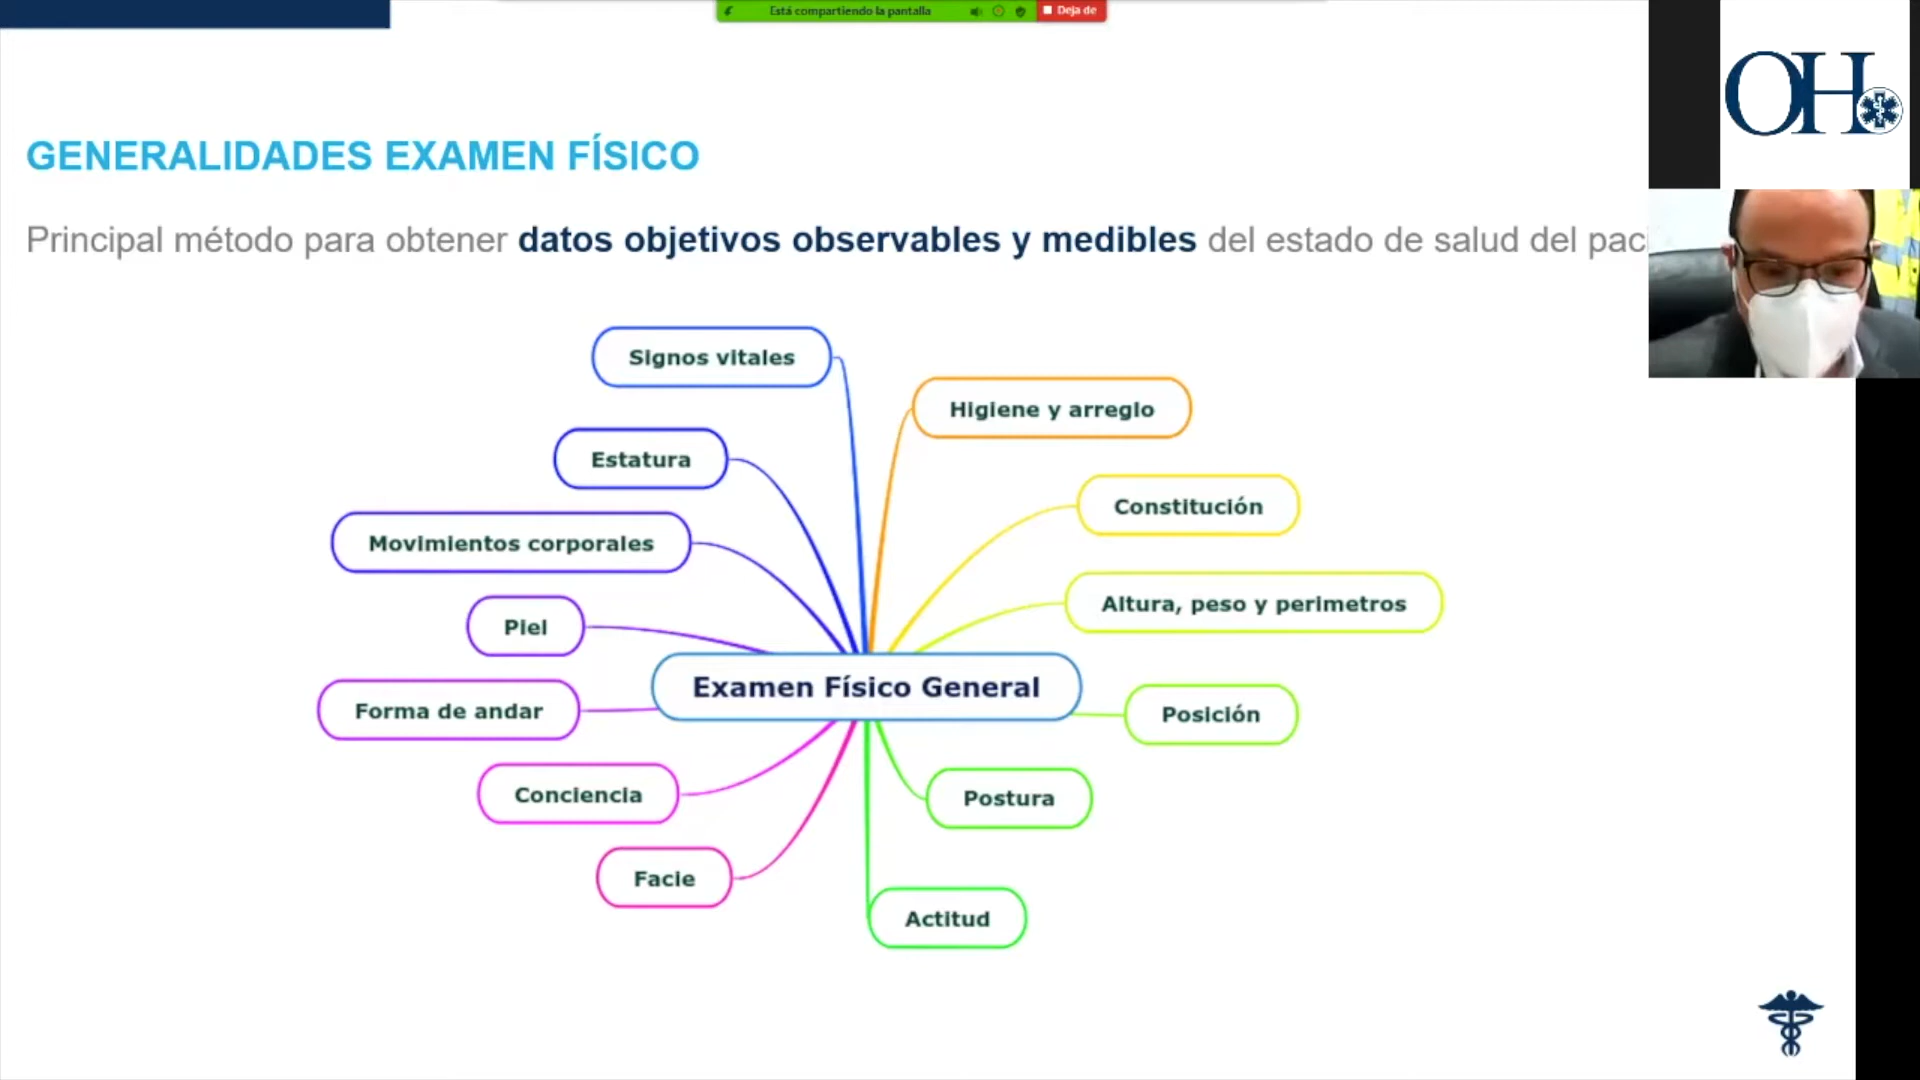 Está compartiendo la pantalla
Deja de
OH
GENERALIDADES EXAMEN FÍSICO
Principal método para obtener datos objetivos observables y medibles del estado de salud del
Signos vitales
Higiene y arreglo
Estatura
Constitución
Movimientos corporales
Altura, peso y perimetros
Piel
Examen Físico General
Forma de andar
Posición
Conciencia
Postura
Facie
Actitud